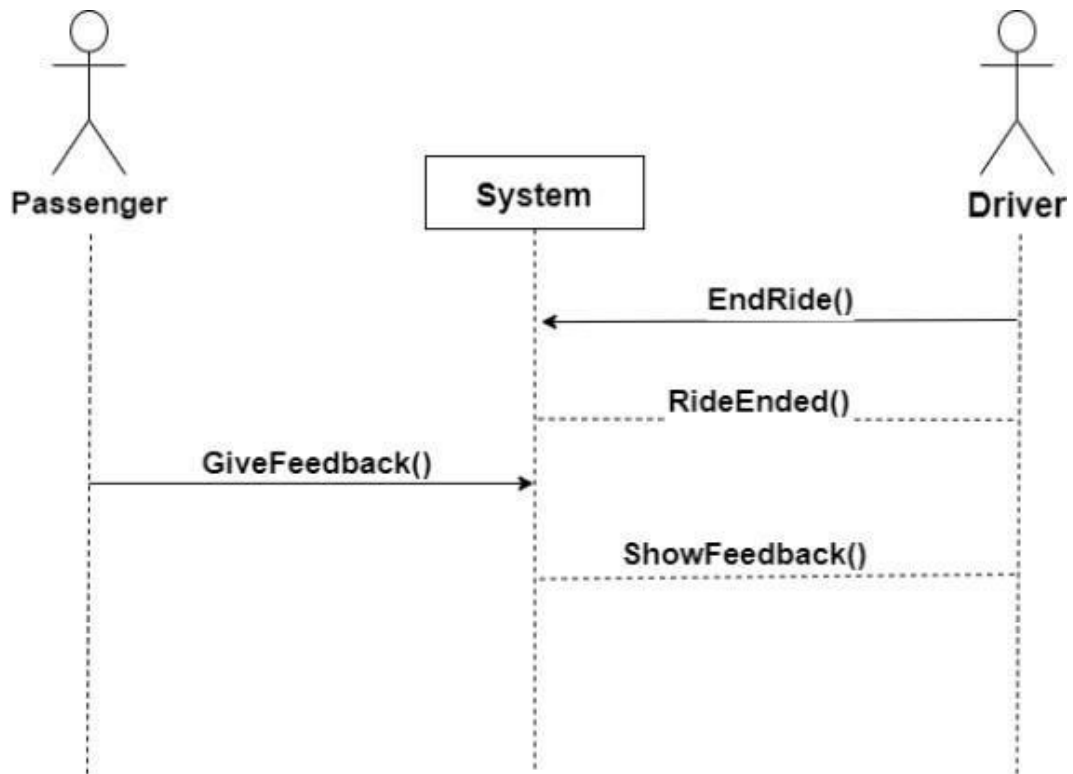 Passenger
System
Driver
EndRide()
RideEnded()
GiveFeedback()
ShowFeedback()